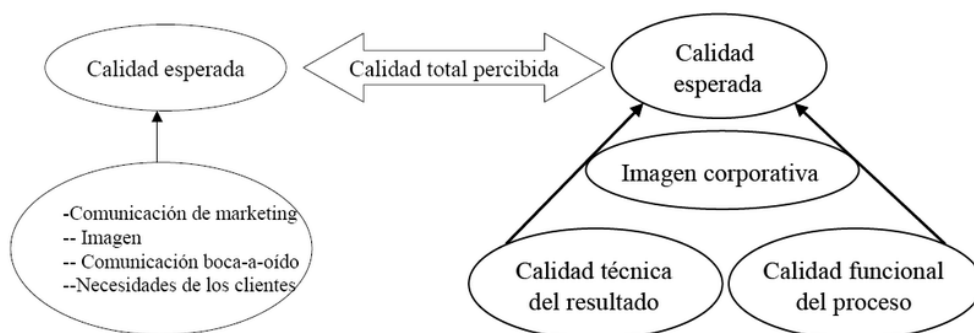 Calidad esperada
Calidad total percibida
Calidad
esperada
Imagen corporativa
-Comunicación de marketing
-- Imagen
-- Comunicación boca-a-oído
--Necesidades de los clientes
Calidad técnica
del resultado
Calidad funcional
del proceso